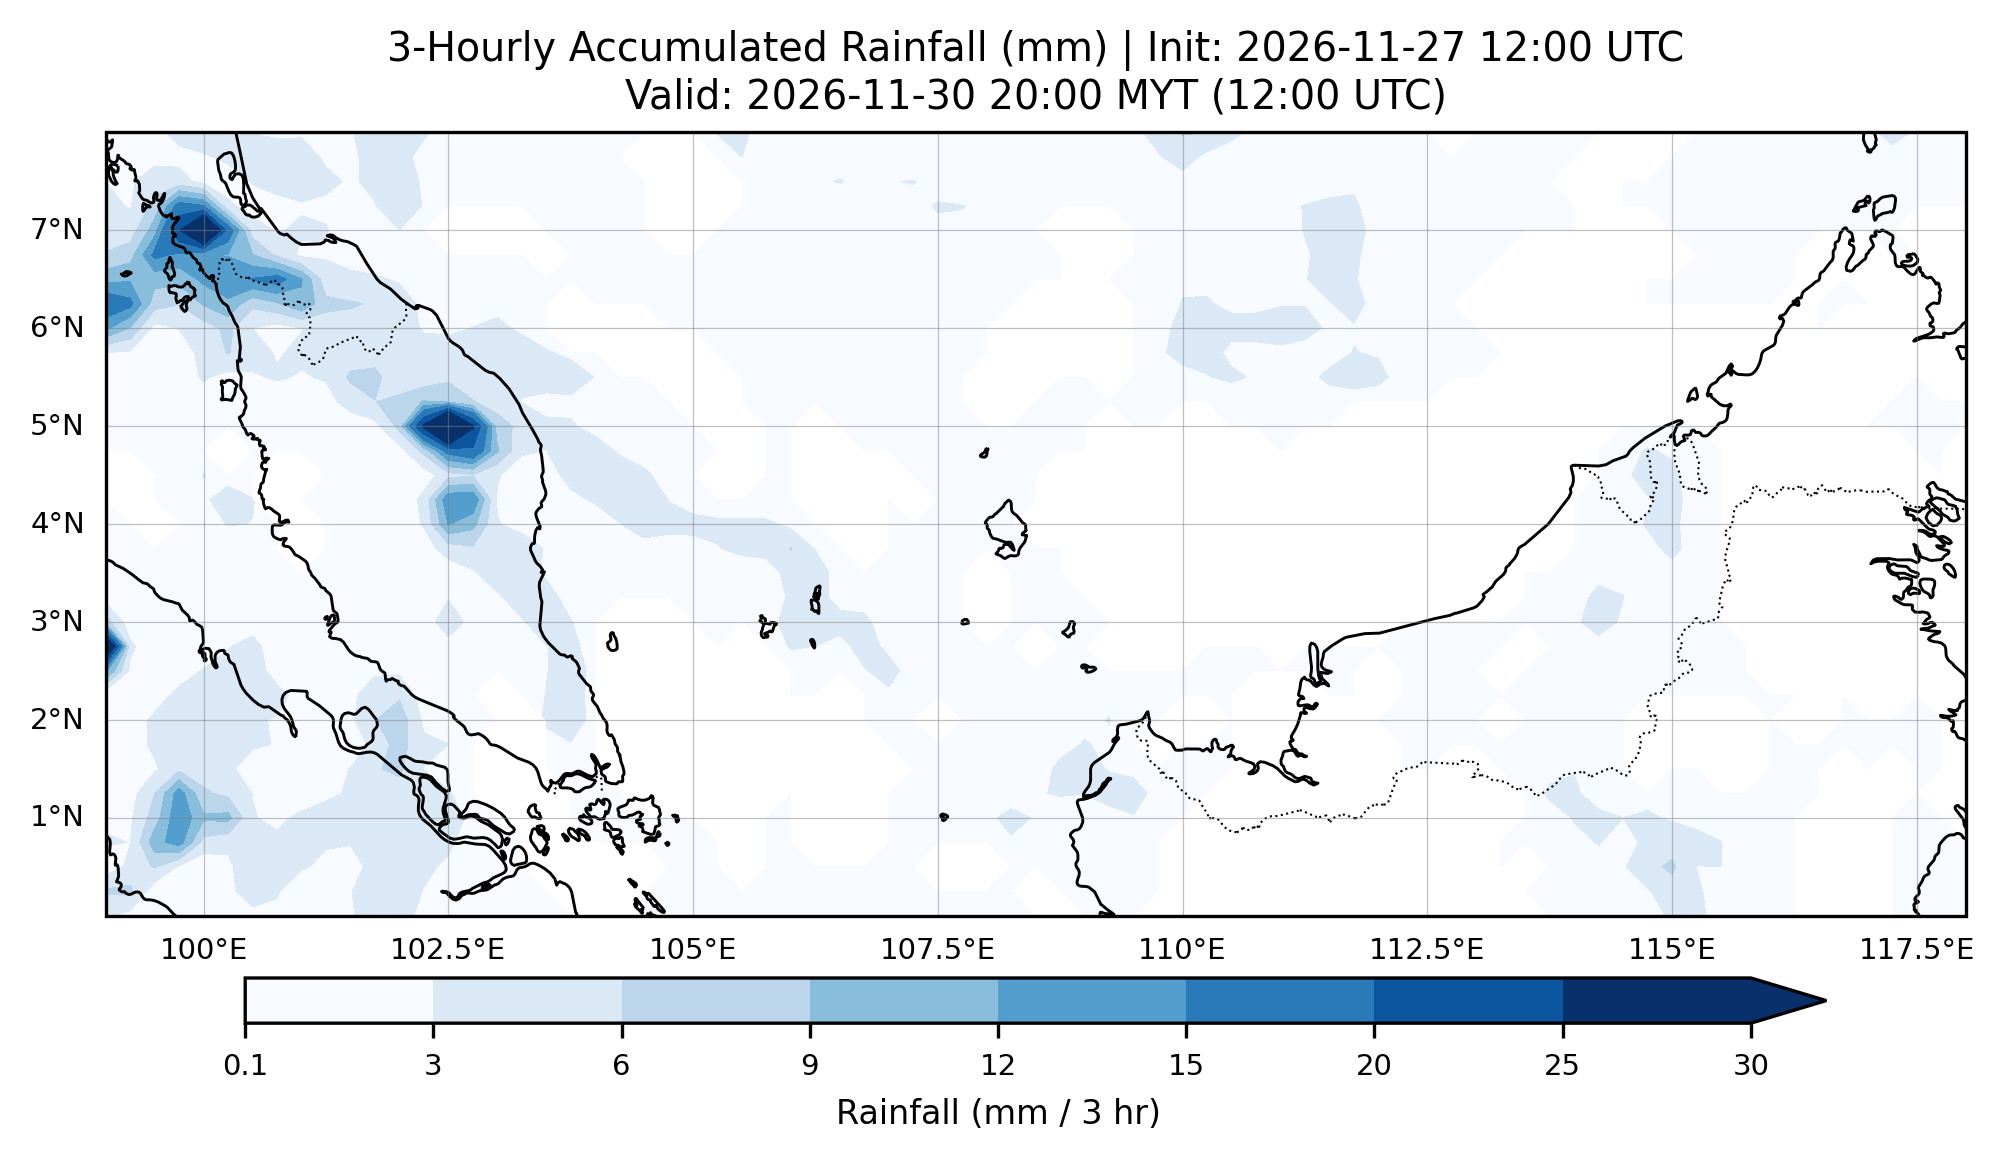 3-Hourly Accumulated Rainfall (mm) | Init: 2026-11-27 12:00 UTC
Valid: 2026-11-30 20:00 MYT (12:00 UTC)
7°N
6°N
5°N
4°N
3°N
2°N
1°N
100°E 102.5°E 105°E 107.5°E 110°E 112.5°E 115°E 117.5°E
0.1 3 6 9 12 15 20 25 30
Rainfall (mm / 3 hr)